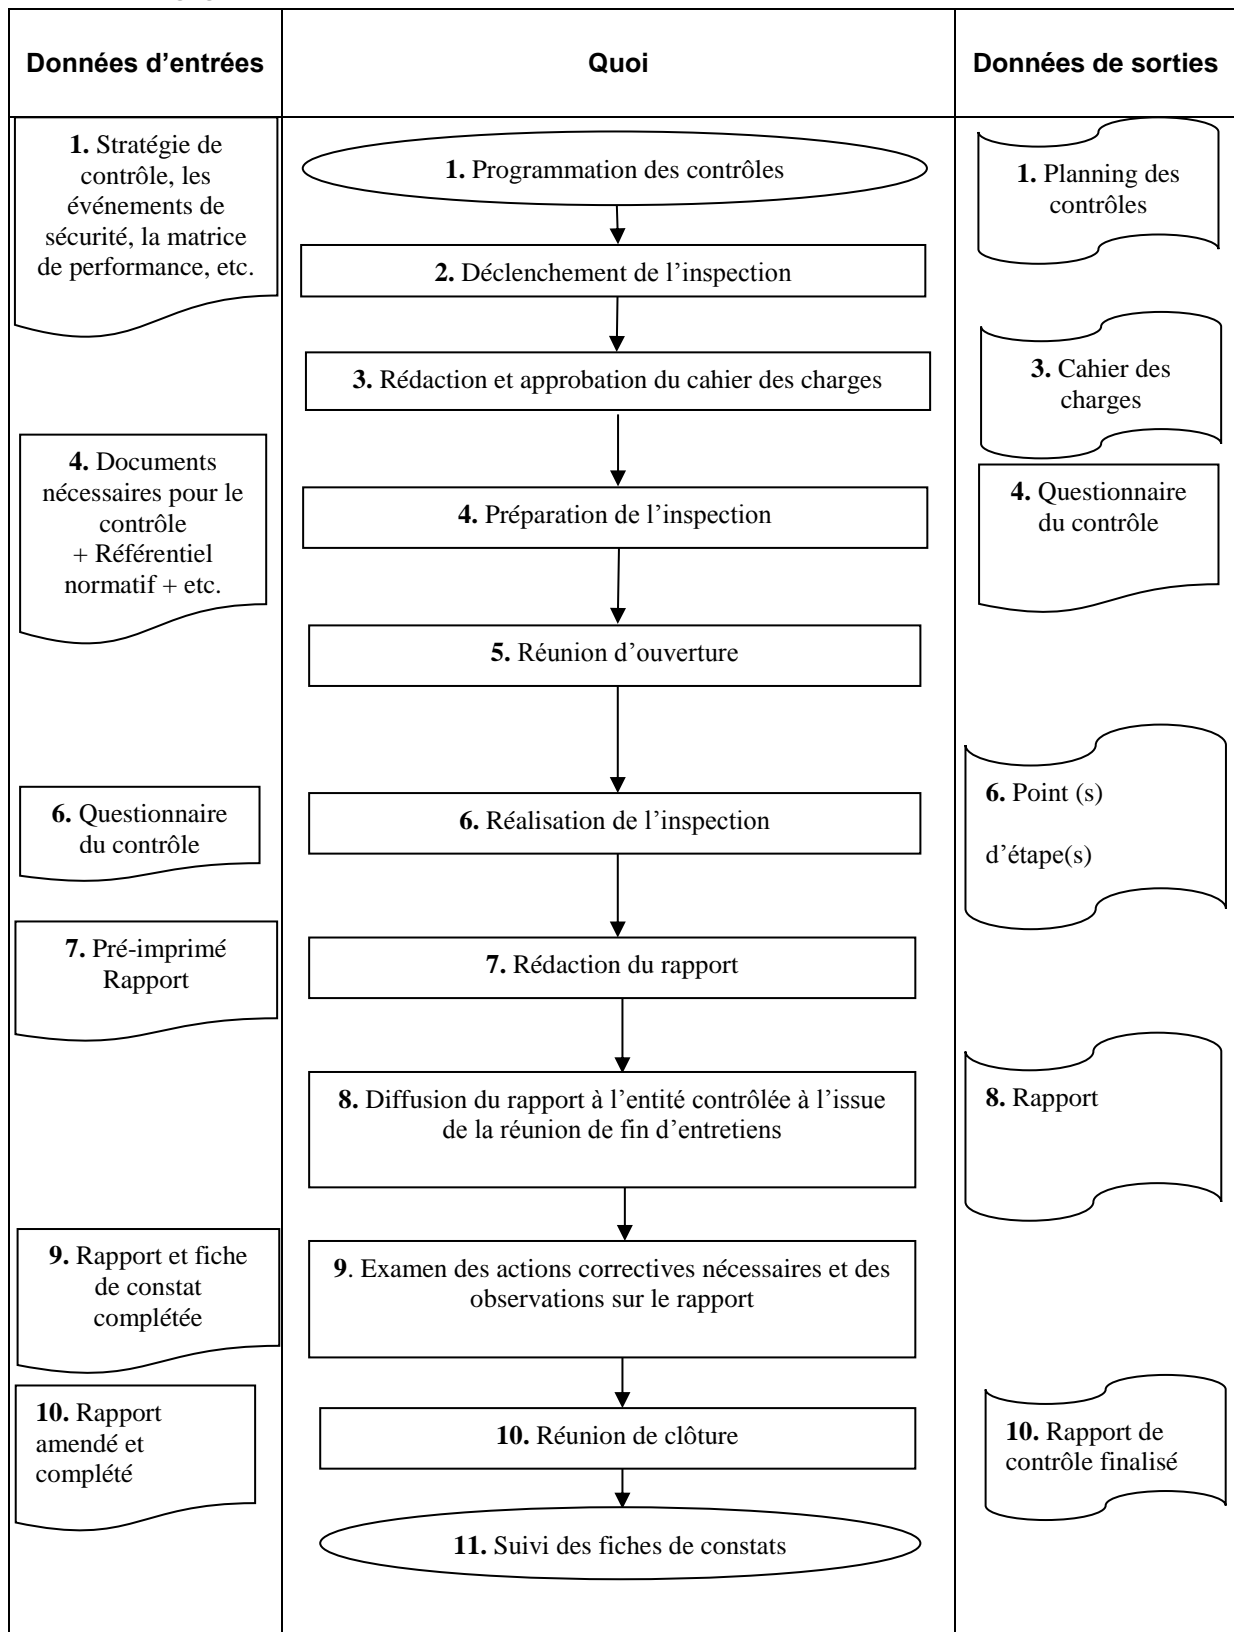 Données d’entrées
Quoi
Données de sorties
1. Stratégie de
contrôle, les
événements de
sécurité, la matrice
de performance, etc.
1. Programmation des contrôles
1. Planning des
contrôles
2. Déclenchement de l’inspection
3. Rédaction et approbation du cahier des charges
3. Cahier des
charges
4. Documents
nécessaires pour le
contrôle
+ Référentiel
normatif + etc.
4. Préparation de l’inspection
4. Questionnaire
du contrôle
5. Réunion d’ouverture
6. Questionnaire
du contrôle
6. Réalisation de l’inspection
6. Point (s)
d’étape(s)
7. Pré-imprimé
Rapport
7. Rédaction du rapport
8. Diffusion du rapport à l’entité contrôlée à l’issue
de la réunion de fin d’entretiens
8. Rapport
9. Rapport et fiche
de constat
complétée
9. Examen des actions correctives nécessaires et des
observations sur le rapport
10. Rapport
amendé et
complété
10. Réunion de clôture
10. Rapport de
contrôle finalisé
11. Suivi des fiches de constats